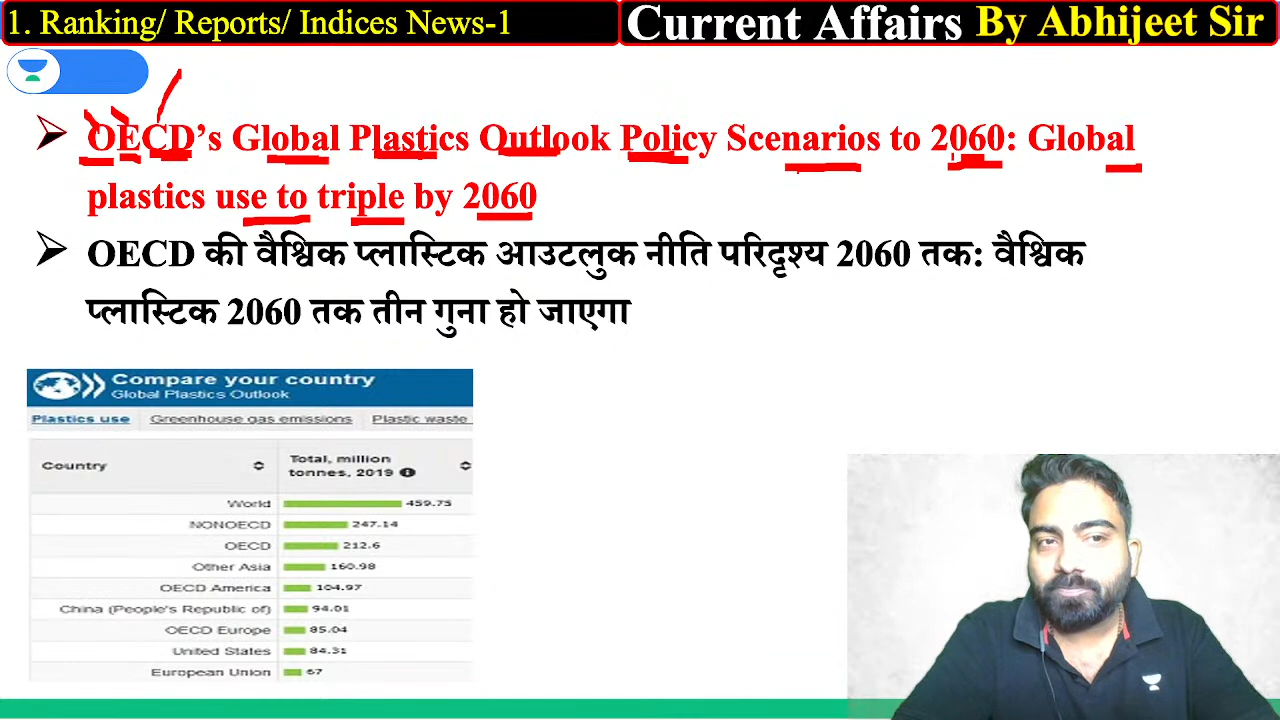 1. Ranking/ Reports/ Indices News-1
Current Affairs By Abhijeet Sir
OECD's Global Plastics Outlook Policy Scenarios to 2060: Global
plastics use to triple by 2060
OECD की वैश्विक प्लास्टिक आउटलुक नीति परिदृश्य 2060 तक: वैश्विक
प्लास्टिक 2060 तक तीन गुना हो जाएगा
Compare your country
Global Plastics Outlook
Plastics use Greenhouse gas emissions Plastic waste
Country Total, million
tonnes, 2019
World 459.75
NONOECD 247.14
OECD 212.6
Other Asia 160.98
OECD America 104.97
China (People's Republic of) 94.01
OECD Europe 85.04
United States 84.31
European Union 67